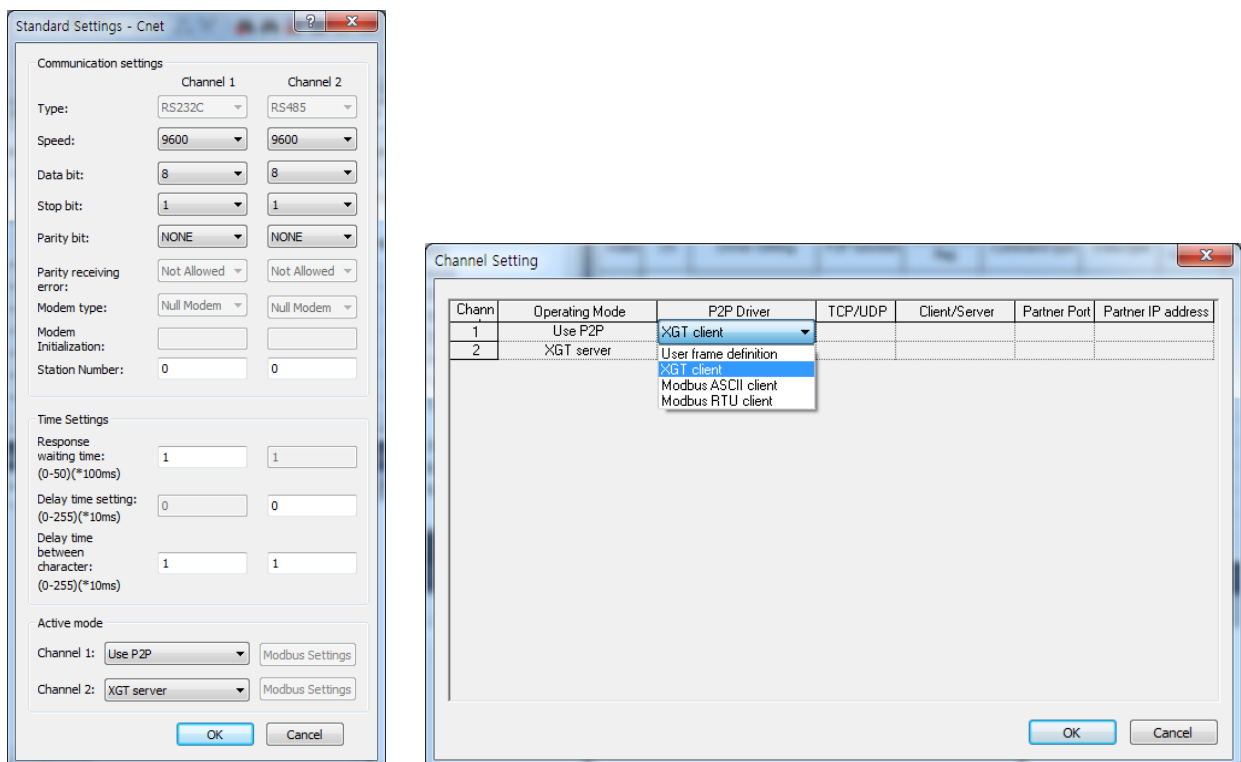 Standard Settings - Cnet
Communication settings
Channel 1 Channel 2
Type: RS232C RS485
Speed: 9600 9600
Data bit: 8 8
Stop bit: 1 1
Parity bit: NONE NONE
Parity receiving error: Not Allowed Not Allowed
Modem type: Null Modem Null Modem
Modem Initialization:
Station Number: 0 0
Time Settings
Response waiting time: (0-50)(*100ms) 1 1
Delay time setting: (0-255)(*10ms) 0 0
Delay time between character: (0-255)(*10ms) 1 1
Active mode
Channel 1: Use P2P Modbus Settings
Channel 2: XGT server Modbus Settings
OK Cancel
Channel Setting
Chann Operating Mode P2P Driver TCP/UDP Client/Server Partner Port Partner IP address
1 Use P2P XGT client
2 XGT server
User frame definition
XGT client
Modbus ASCII client
Modbus RTU client
OK Cancel